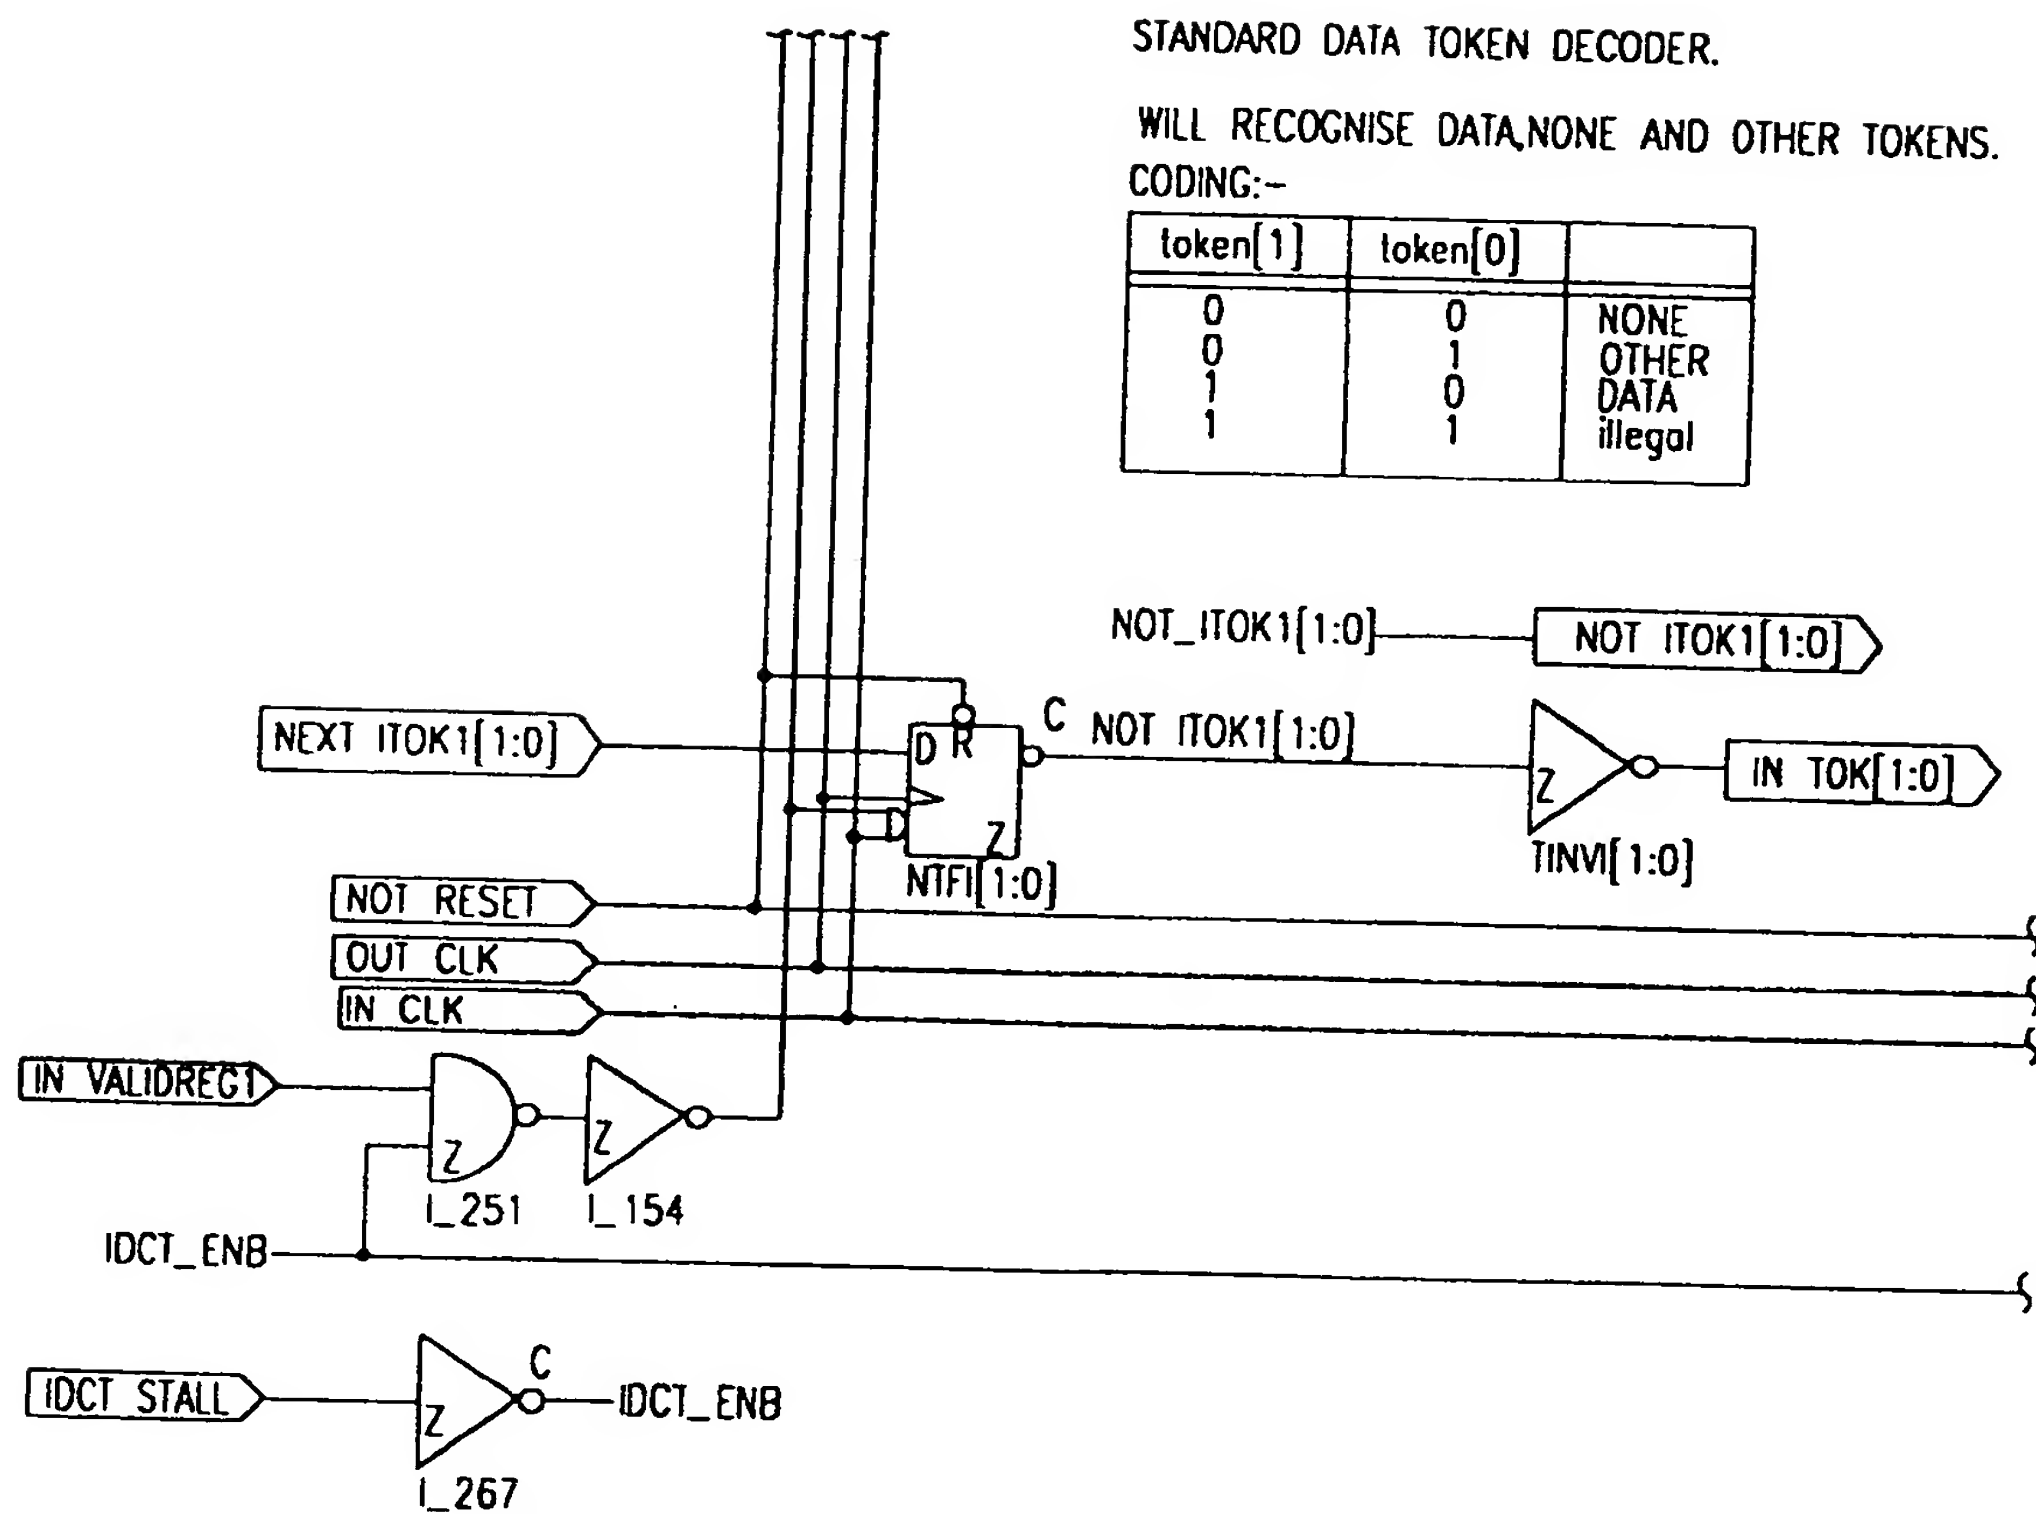 STANDARD DATA TOKEN DECODER.
WILL RECOGNISE DATA,NONE AND OTHER TOKENS.
CODING:-
token[1] token[0]
0 0 NONE
0 1 OTHER
1 0 DATA
1 1 illegal
NOT_ITOK1[1:0] NOT ITOK1[1:0]
NEXT ITOK1[1:0]
D R
C
NOT ITOK1[1:0]
Z
IN TOK[1:0]
Z
NTFI[1:0]
TINVI[1:0]
NOT RESET
OUT CLK
IN CLK
IN VALIDREG1
Z
Z
I_251
I_154
IDCT_ENB
IDCT STALL
C
Z
IDCT_ENB
I_267